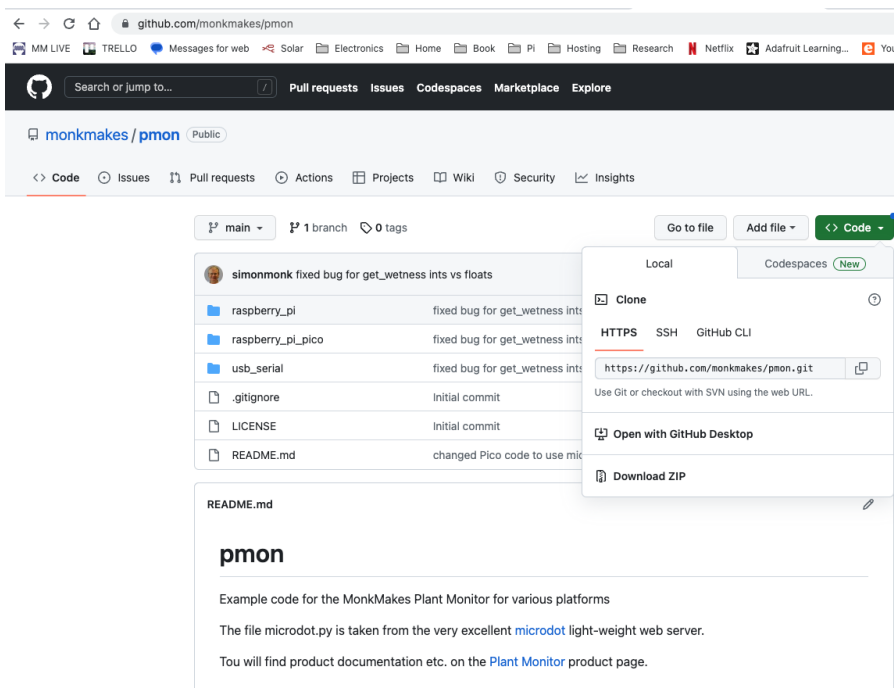 github.com/monkmakes/pmon
MM LIVE TRELLO Messages for web Solar Electronics Home Book Pi Hosting Research Netflix Adafruit Learning... You
Search or jump to... / Pull requests Issues Codespaces Marketplace Explore
monkmakes / pmon Public
<> Code Issues Pull requests Actions Projects Wiki Security Insights
main 1 branch 0 tags Go to file Add file <> Code
Local Codespaces New
simonmonk fixed bug for get_wetness ints vs floats
Clone
raspberry_pi fixed bug for get_wetness ints
HTTPS SSH GitHub CLI
raspberry_pi_pico fixed bug for get_wetness ints
usb_serial fixed bug for get_wetness ints
https://github.com/monkmakes/pmon.git
.gitignore Initial commit
Use Git or checkout with SVN using the web URL.
LICENSE Initial commit
Open with GitHub Desktop
README.md changed Pico code to use mic
Download ZIP
README.md
pmon
Example code for the MonkMakes Plant Monitor for various platforms
The file microdot.py is taken from the very excellent microdot light-weight web server.
Tou will find product documentation etc. on the Plant Monitor product page.